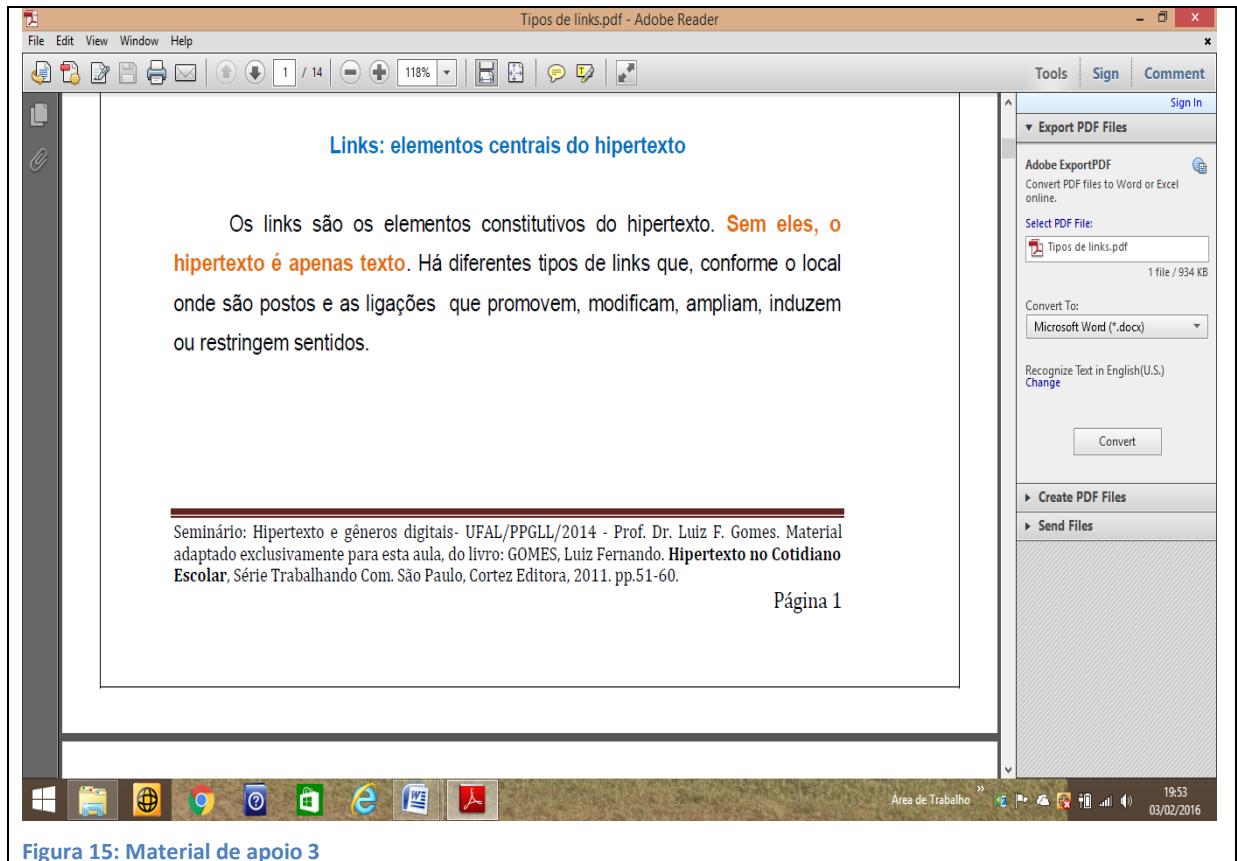 Tipos de links.pdf - Adobe Reader
File Edit View Window Help
1 / 14 118% Tools Sign Comment
Sign In
Export PDF Files
Adobe ExportPDF
Convert PDF files to Word or Excel
online.
Select PDF File:
Tipos de links.pdf
1 file / 934 KB
Convert To:
Microsoft Word (*.docx)
Recognize Text in English(U.S.)
Change
Convert
Create PDF Files
Send Files
Links: elementos centrais do hipertexto
Os links são os elementos constitutivos do hipertexto. Sem eles, o
hipertexto é apenas texto. Há diferentes tipos de links que, conforme o local
onde são postos e as ligações que promovem, modificam, ampliam, induzem
ou restringem sentidos.
Seminário: Hipertexto e gêneros digitais- UFAL/PPGLL/2014 - Prof. Dr. Luiz F. Gomes. Material
adaptado exclusivamente para esta aula, do livro: GOMES, Luiz Fernando. Hipertexto no Cotidiano
Escolar, Série Trabalhando Com. São Paulo, Cortez Editora, 2011. pp.51-60.
Página 1
Área de Trabalho
19:53
03/02/2016
Figura 15: Material de apoio 3